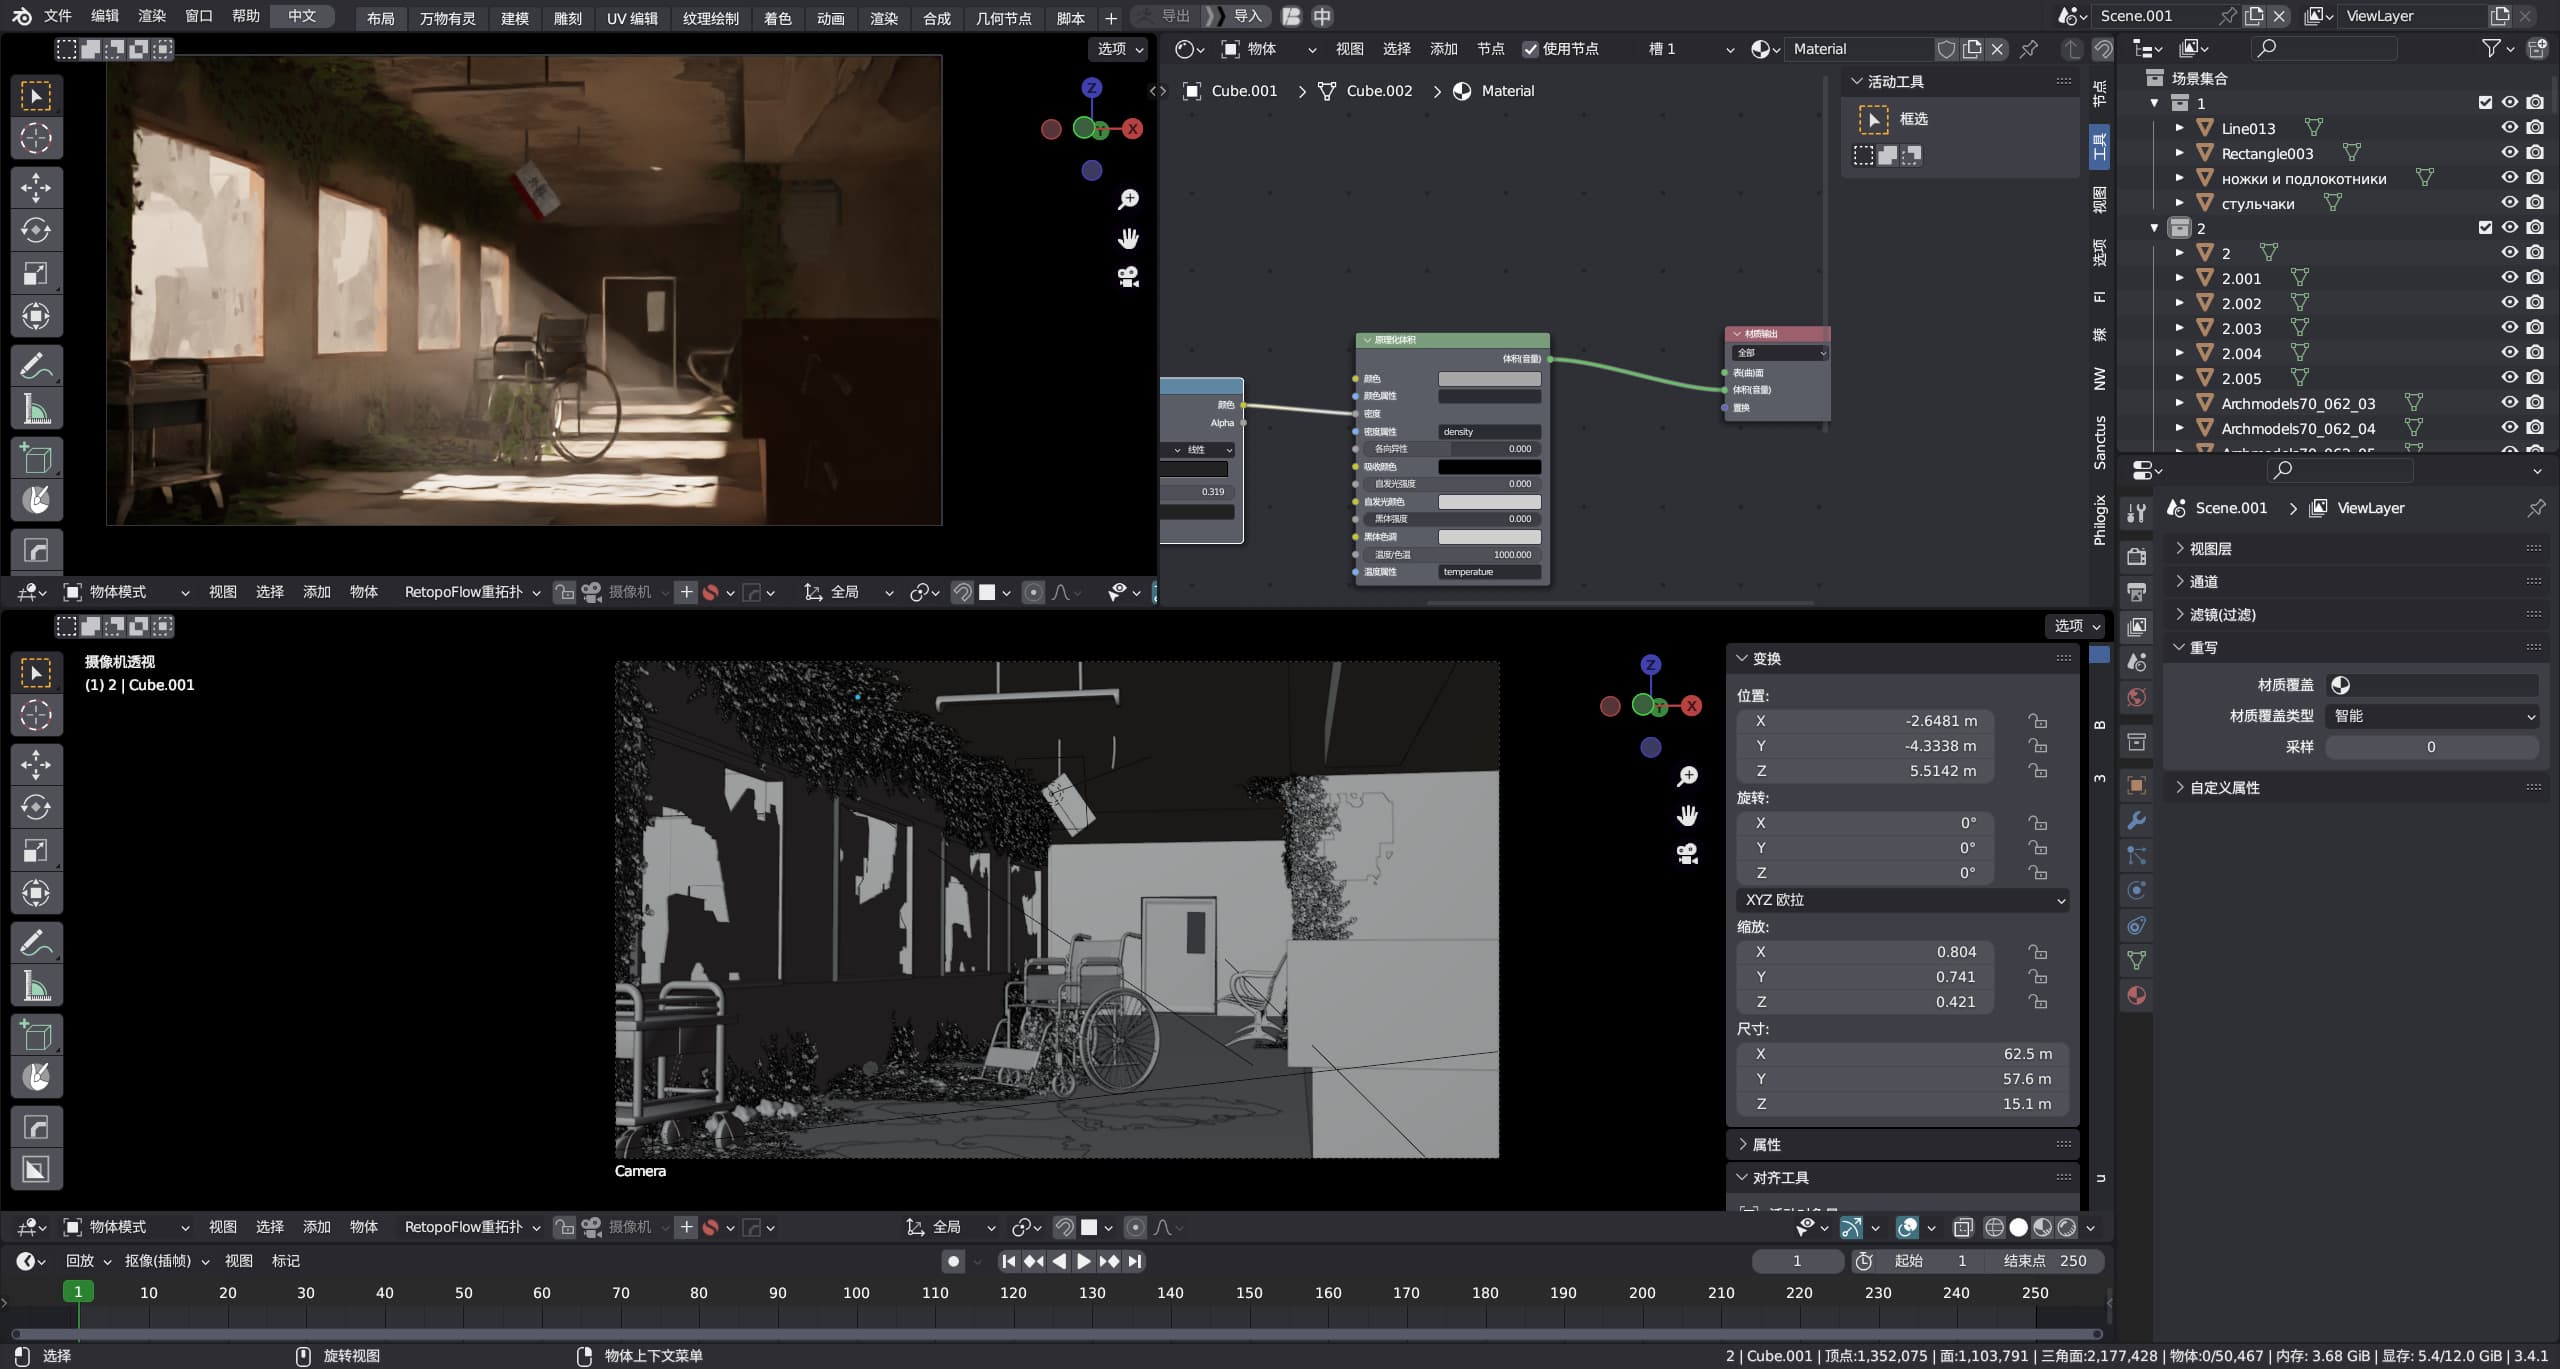 文件 编辑 渲染 窗口 帮助 中文 布局 万物有灵 建模 雕刻 UV 编辑 纹理绘制 着色 动画 渲染 合成 几何节点 脚本 + 导出 导入 中 Scene.001 ViewLayer
选项
物体 视图 选择 添加 节点 使用节点 槽 1 Material
Cube.001 > Cube.002 > Material
活动工具
框选
节点
工具
视图
选项
FI
辣
NW
Sanctus
Philogix
Z
Y
X
原理化体积
体积(音量)
颜色
颜色属性
密度
密度属性 density
各向异性 0.000
吸收颜色
自发光强度 0.000
自发光颜色
黑体强度 0.000
黑体色调
温度/色温 1000.000
温度属性 temperature
颜色
Alpha
线性
0.319
材质输出
全部
表(曲)面
体积(音量)
置换
场景集合
1
Line013
Rectangle003
ножки и подлокотники
стульчаки
2
2
2.001
2.002
2.003
2.004
2.005
Archmodels70_062_03
Archmodels70_062_04
Scene.001 > ViewLayer
视图层
通道
滤镜(过滤)
重写
材质覆盖
材质覆盖类型 智能
采样 0
自定义属性
物体模式 视图 选择 添加 物体 RetopoFlow重拓扑 摄像机 全局
选项
摄像机透视
(1) 2 | Cube.001
Z
Y
X
Camera
变换
位置:
X -2.6481 m
Y -4.3338 m
Z 5.5142 m
旋转:
X 0°
Y 0°
Z 0°
XYZ 欧拉
缩放:
X 0.804
Y 0.741
Z 0.421
尺寸:
X 62.5 m
Y 57.6 m
Z 15.1 m
属性
对齐工具
B
3
u
物体模式 视图 选择 添加 物体 RetopoFlow重拓扑 摄像机 全局
回放 抠像(插帧) 视图 标记 1 起始 1 结束点 250
1 10 20 30 40 50 60 70 80 90 100 110 120 130 140 150 160 170 180 190 200 210 220 230 240 250
选择 旋转视图 物体上下文菜单 2 | Cube.001 | 顶点:1,352,075 | 面:1,103,791 | 三角面:2,177,428 | 物体:0/50,467 | 内存: 3.68 GiB | 显存: 5.4/12.0 GiB | 3.4.1